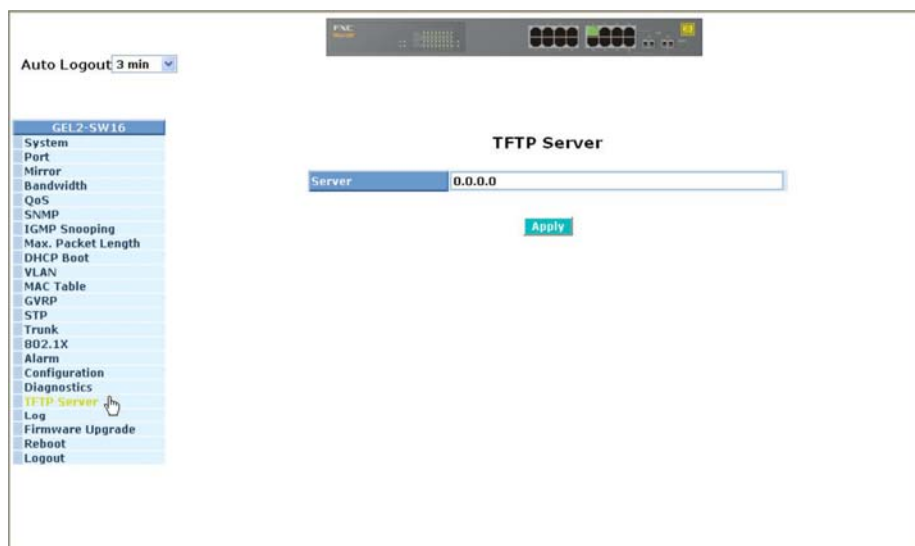 FXC
Auto Logout 3 min
GEL2-SW16
System
Port
Mirror
Bandwidth
QoS
SNMP
IGMP Snooping
Max. Packet Length
DHCP Boot
VLAN
MAC Table
GVRP
STP
Trunk
802.1X
Alarm
Configuration
Diagnostics
TFTP Server
Log
Firmware Upgrade
Reboot
Logout
TFTP Server
Server 0.0.0.0
Apply